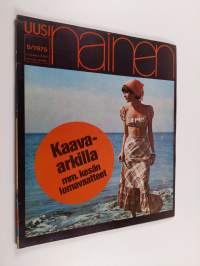 UUSI
nainen
5/1975
Kaava-
arkilla
mm. kesän
lomavaatteet